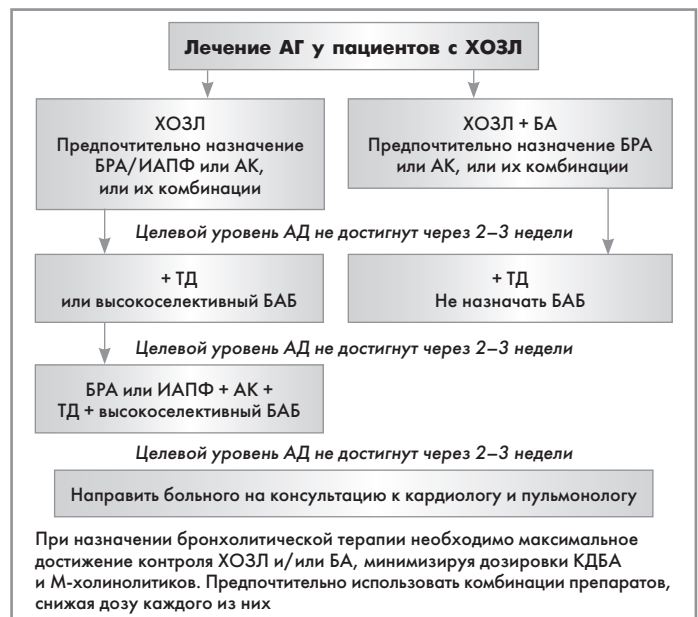 Лечение АГ у пациентов с ХОЗЛ
ХОЗЛ
Предпочтительно назначение
БРА/ИАПФ или АК,
или их комбинации
ХОЗЛ + БА
Предпочтительно назначение БРА
или АК, или их комбинации
Целевой уровень АД не достигнут через 2–3 недели
+ ТД
или высокоселективный БАБ
+ ТД
Не назначать БАБ
Целевой уровень АД не достигнут через 2–3 недели
БРА или ИАПФ + АК +
ТД + высокоселективный БАБ
Целевой уровень АД не достигнут через 2–3 недели
Направить больного на консультацию к кардиологу и пульмонологу
При назначении бронхолитической терапии необходимо максимальное
достижение контроля ХОЗЛ и/или БА, минимизируя дозировки КДБА
и М-холинолитиков. Предпочтительно использовать комбинации препаратов,
снижая дозу каждого из них